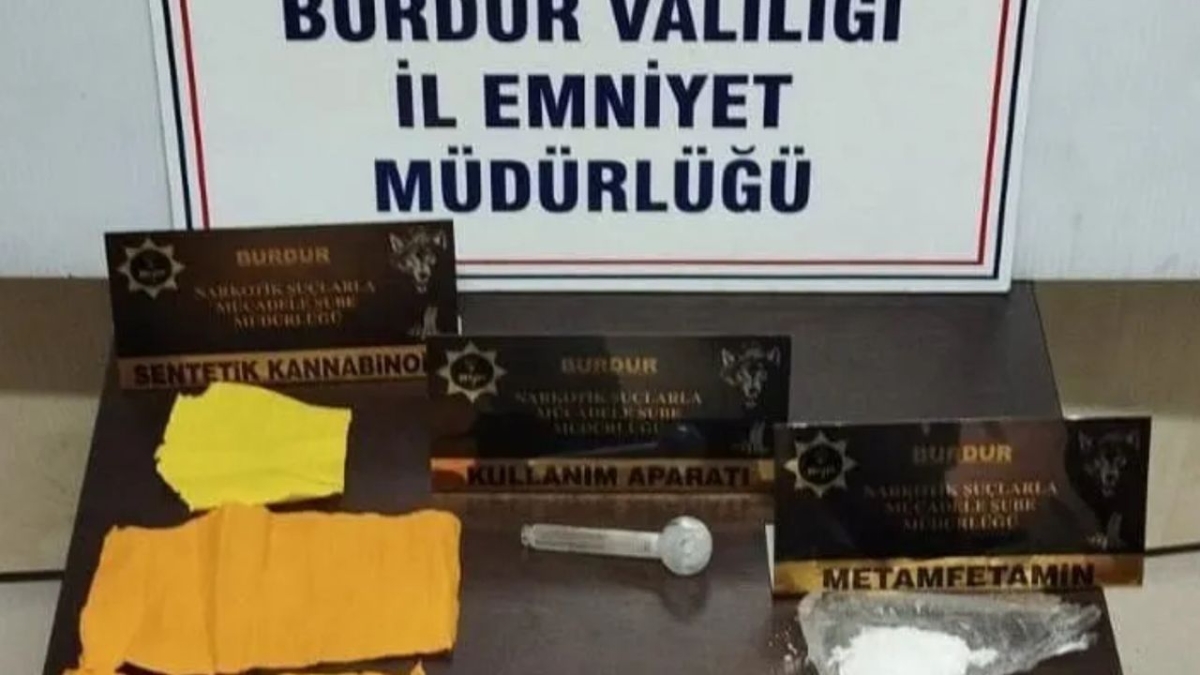 BURDUR VALİLİĞİ
İL EMNİYET
MÜDÜRLÜĞÜ
BURDUR
NARKOTİK SUÇLARLA
MÜCADELE ŞUBE
MÜDÜRLÜĞÜ
SENTETİK KANNABİNO
BURDUR
NARKOTİK SUÇLARLA
MÜCADELE ŞUBE
MÜDÜRLÜĞÜ
KULLANIM APARATI
BURDUR
NARKOTİK SUÇLARLA
MÜCADELE ŞUBE
MÜDÜRLÜĞÜ
METAMFETAMİN